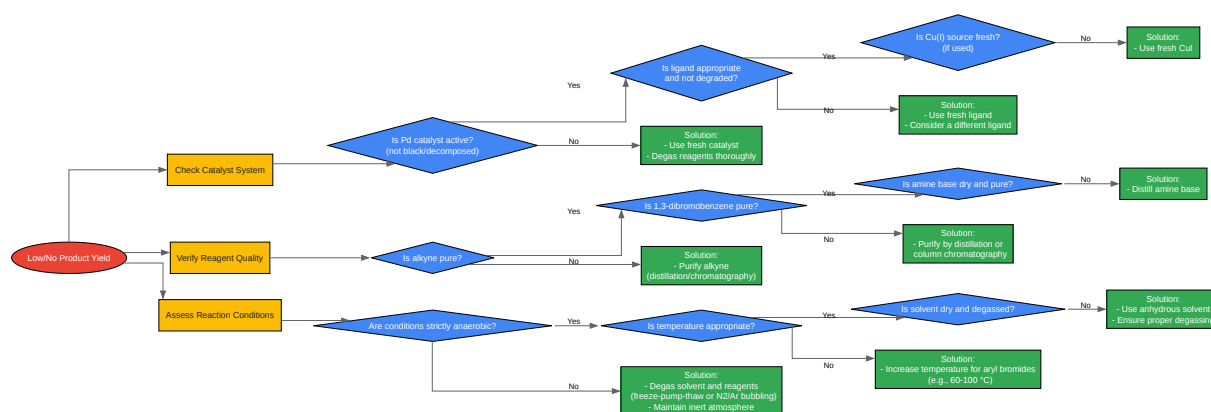 Is Cu(I) source fresh?
(if used)
No
Solution:
- Use fresh CuI
Yes
Is ligand appropriate
and not degraded?
Yes
No
Solution:
- Use fresh ligand
- Consider a different ligand
Is Pd catalyst active?
(not black/decomposed)
No
Solution:
- Use fresh catalyst
- Degas reagents thoroughly
Check Catalyst System
Is amine base dry and pure?
No
Solution:
- Distill amine base
Yes
Is 1,3-dibromobenzene pure?
Yes
No
Solution:
- Purify by distillation or
column chromatography
Low/No Product Yield
Verify Reagent Quality
Is alkyne pure?
No
Solution:
- Purify alkyne
(distillation/chromatography)
Assess Reaction Conditions
Are conditions strictly anaerobic?
Yes
Is temperature appropriate?
Yes
Is solvent dry and degassed?
No
Solution:
- Use anhydrous solvent
- Ensure proper degassing
No
Solution:
- Increase temperature for aryl bromides
(e.g., 60-100 °C)
No
Solution:
- Degas solvent and reagents
(freeze-pump-thaw or N2/Ar bubbling)
- Maintain inert atmosphere